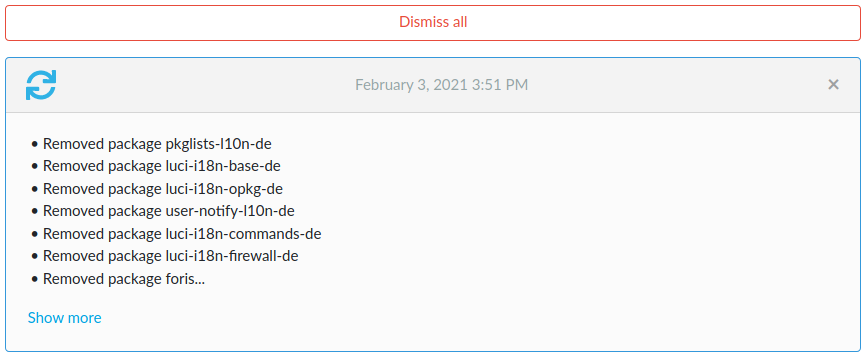 Dismiss all
February 3, 2021 3:51 PM ×
• Removed package pkglists-l10n-de
• Removed package luci-i18n-base-de
• Removed package luci-i18n-opkg-de
• Removed package user-notify-l10n-de
• Removed package luci-i18n-commands-de
• Removed package luci-i18n-firewall-de
• Removed package foris...
Show more